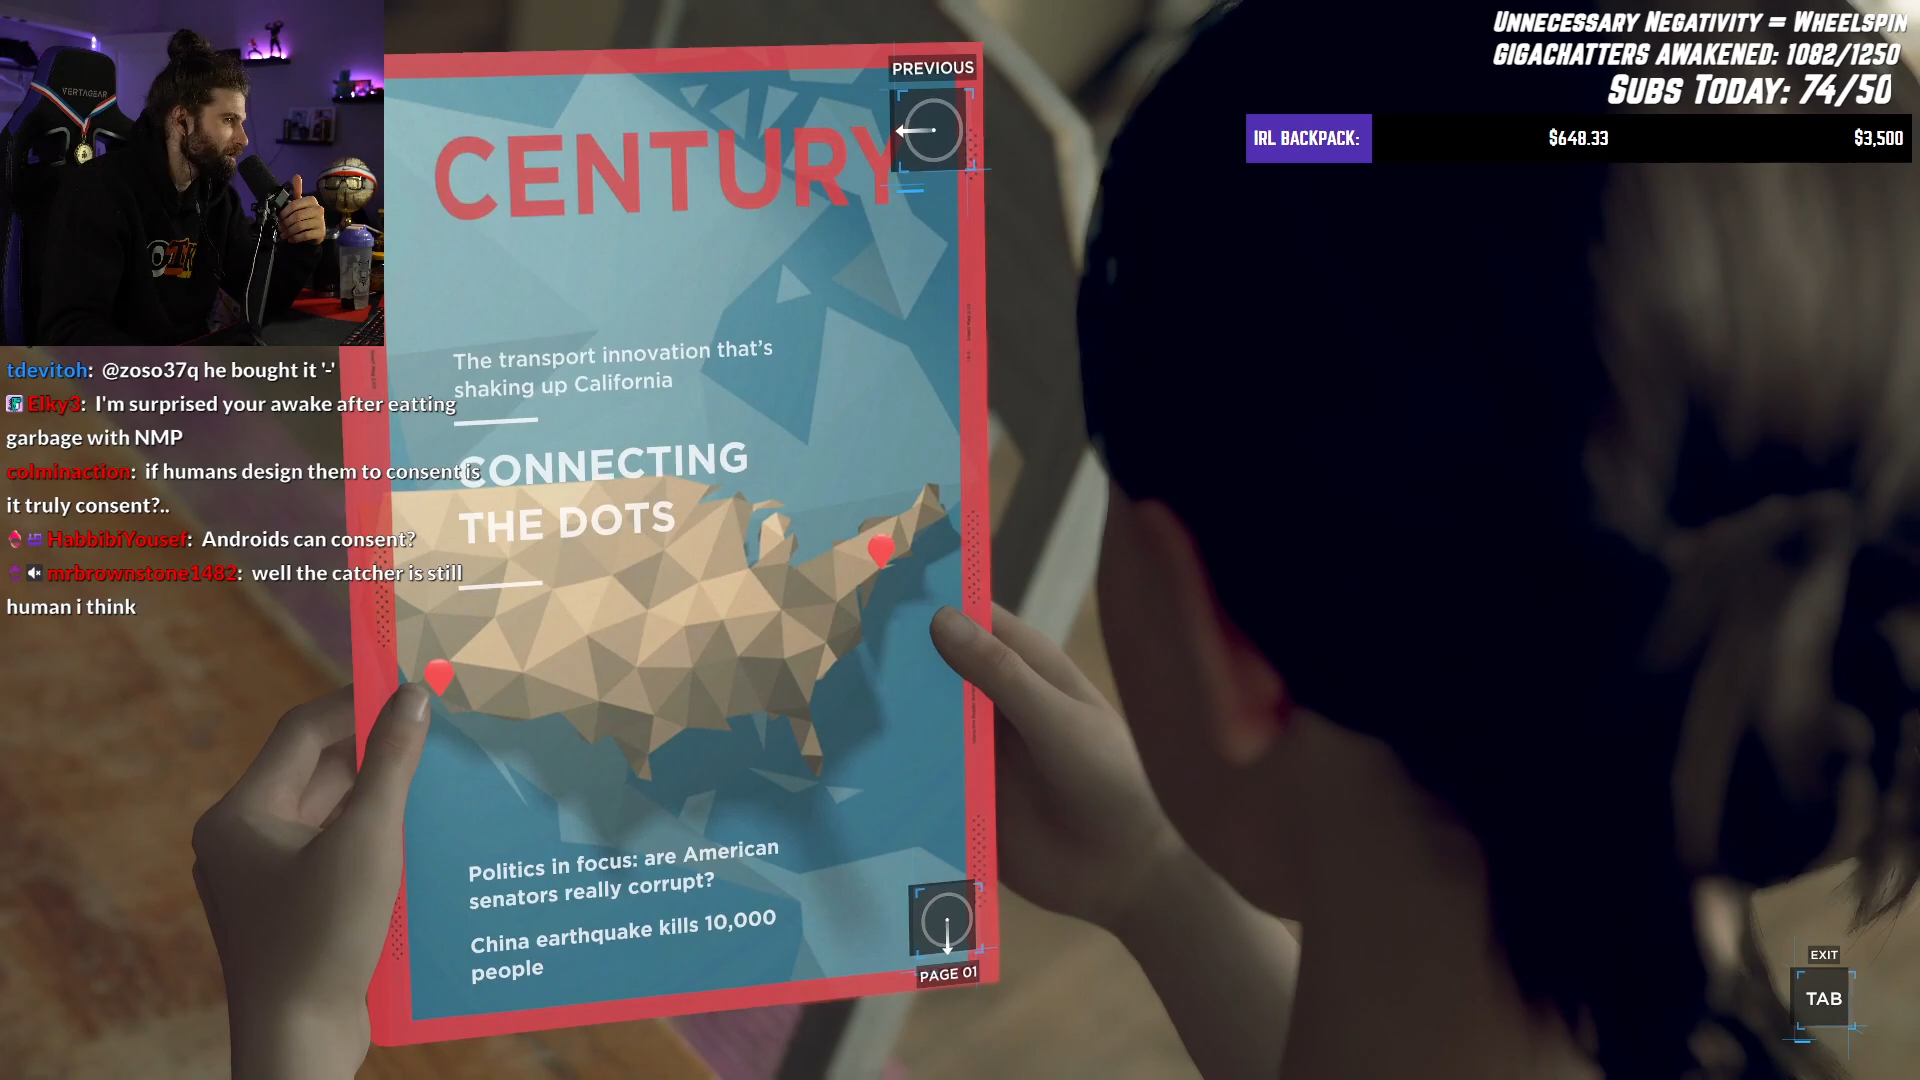 UNNECESSARY NEGATIVITY = WHEELSPIN
GIGACHATTERS AWAKENED: 1082/1250
SUBS TODAY: 74/50
IRL BACKPACK: $648.33 $3,500
VERTAGEAR
PREVIOUS
CENTURY
The transport innovation that's
shaking up California
CONNECTING
THE DOTS
Politics in focus: are American
senators really corrupt?
China earthquake kills 10,000
people
PAGE 01
tdevitoh: @zoso37q he bought it '-'
Elky3: I'm surprised your awake after eatting
garbage with NMP
colminaction: if humans design them to consent is
it truly consent?..
HabbibiYousef: Androids can consent?
mrbrownstone1482: well the catcher is still
human i think
EXIT
TAB